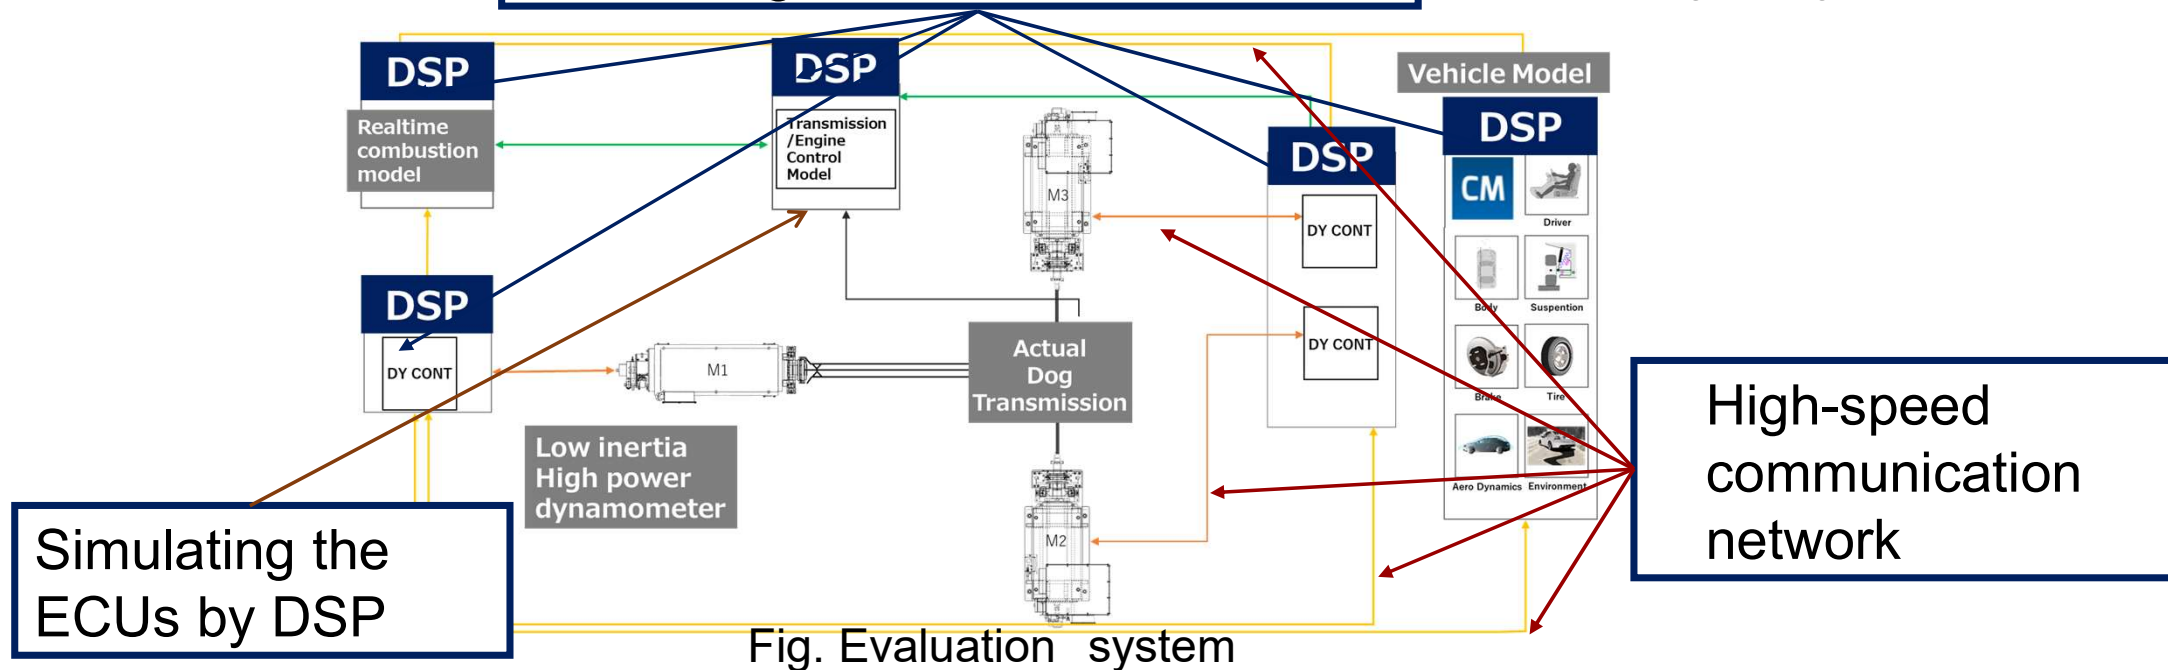 DSP
DSP
Vehicle Model
Realtime
combustion
model
Transmission
/Engine
Control
Model
M3
DSP
DY CONT
DSP
CM
Driver
Body
Suspention
DSP
DY CONT
M1
Actual
Dog
Transmission
DY CONT
Brake
Tire
Low inertia
High power
dynamometer
Aero Dynamics
Environment
High-speed
communication
network
Simulating the
ECUs by DSP
M2
Fig. Evaluation system